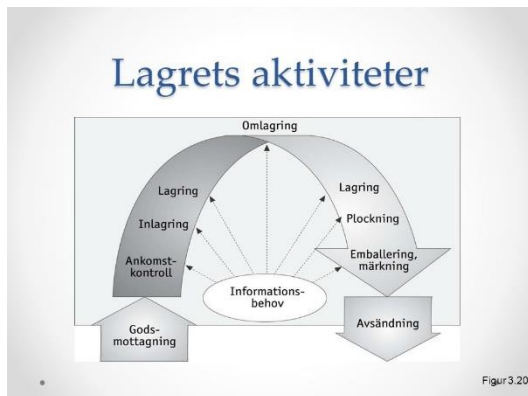 Lagrets aktiviteter
Omlagring
Lagring
Inlagring
Ankomst-
kontroll
Gods-
mottagning
Informations-
behov
Lagring
Plockning
Emballering,
märkning
Avsändning
Figur 3.20